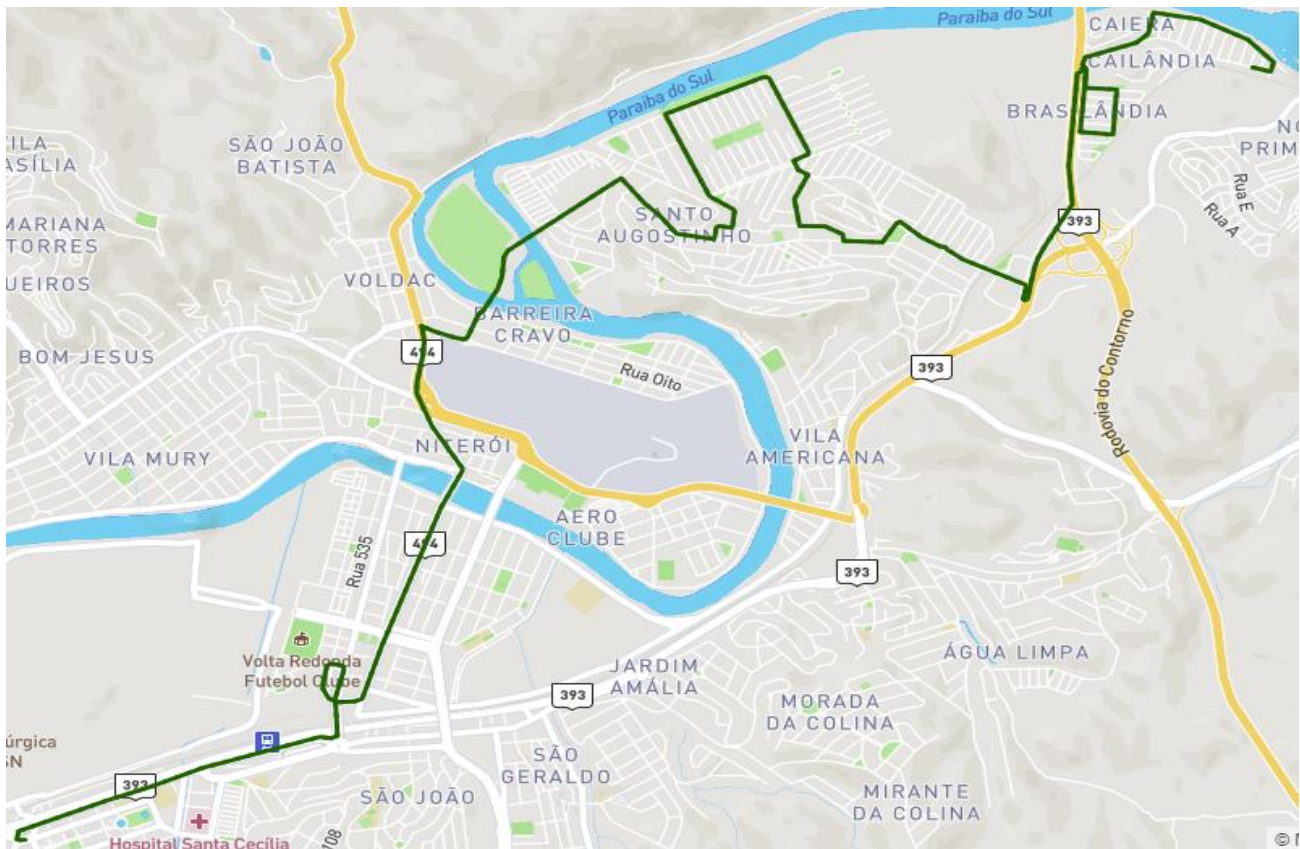 Paraíba do Sul
CAIERA
CAILÂNDIA
Paraíba do Sul
BRASILÂNDIA
SÃO JOÃO
BATISTA
VILA
ASÍLIA
NO
PRIM
Rua E
Rua A
MARIANA
TORRES
SANTO
AUGOSTINHO
393
UEIROS
VOLDAC
BARREIRA
CRAVO
494
BOM JESUS
Rua Oito
393
Rodovia do Contorno
VILA MURY
NITERÓI
VILA
AMERICANA
AERO
CLUBE
494
Rua 535
393
Volta Redonda
Futebol Clube
JARDIM
AMÁLIA
ÁGUA LIMPA
393
MORADA
DA COLINA
úrgica
SN
393
SÃO
GERALDO
SÃO JOÃO
MIRANTE
DA COLINA
108
Hospital Santa Cecília
©